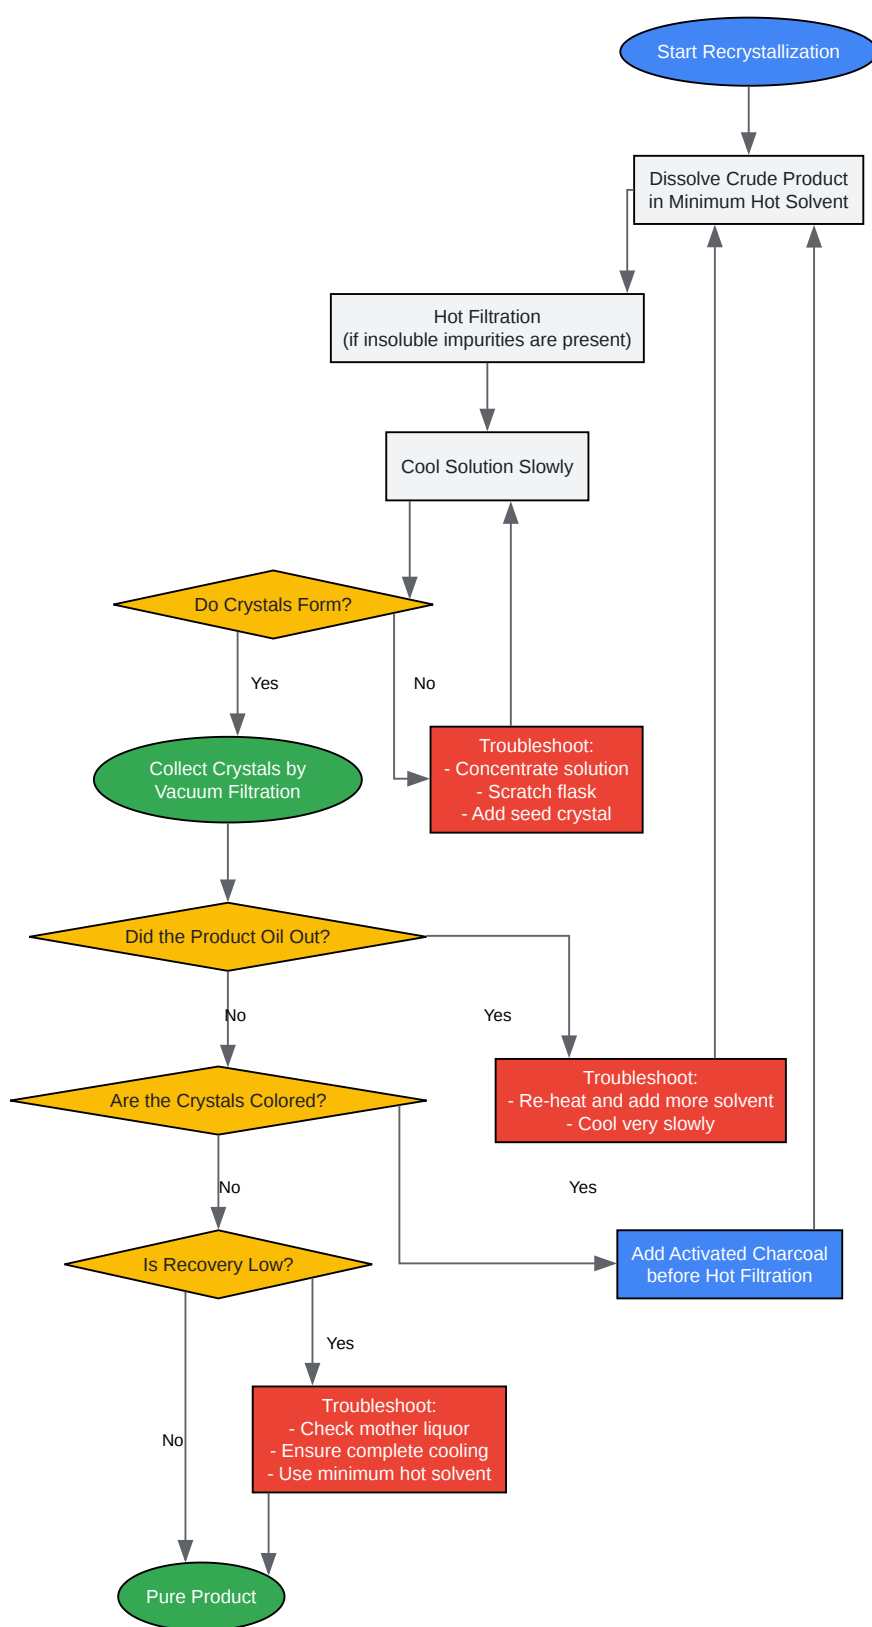 Start Recrystallization
Dissolve Crude Product
in Minimum Hot Solvent
Hot Filtration
(if insoluble impurities are present)
Cool Solution Slowly
Do Crystals Form?
Yes
No
Collect Crystals by
Vacuum Filtration
Troubleshoot:
- Concentrate solution
- Scratch flask
- Add seed crystal
Did the Product Oil Out?
No
Yes
Troubleshoot:
- Re-heat and add more solvent
- Cool very slowly
Are the Crystals Colored?
No
Yes
Add Activated Charcoal
before Hot Filtration
Is Recovery Low?
Yes
No
Troubleshoot:
- Check mother liquor
- Ensure complete cooling
- Use minimum hot solvent
Pure Product